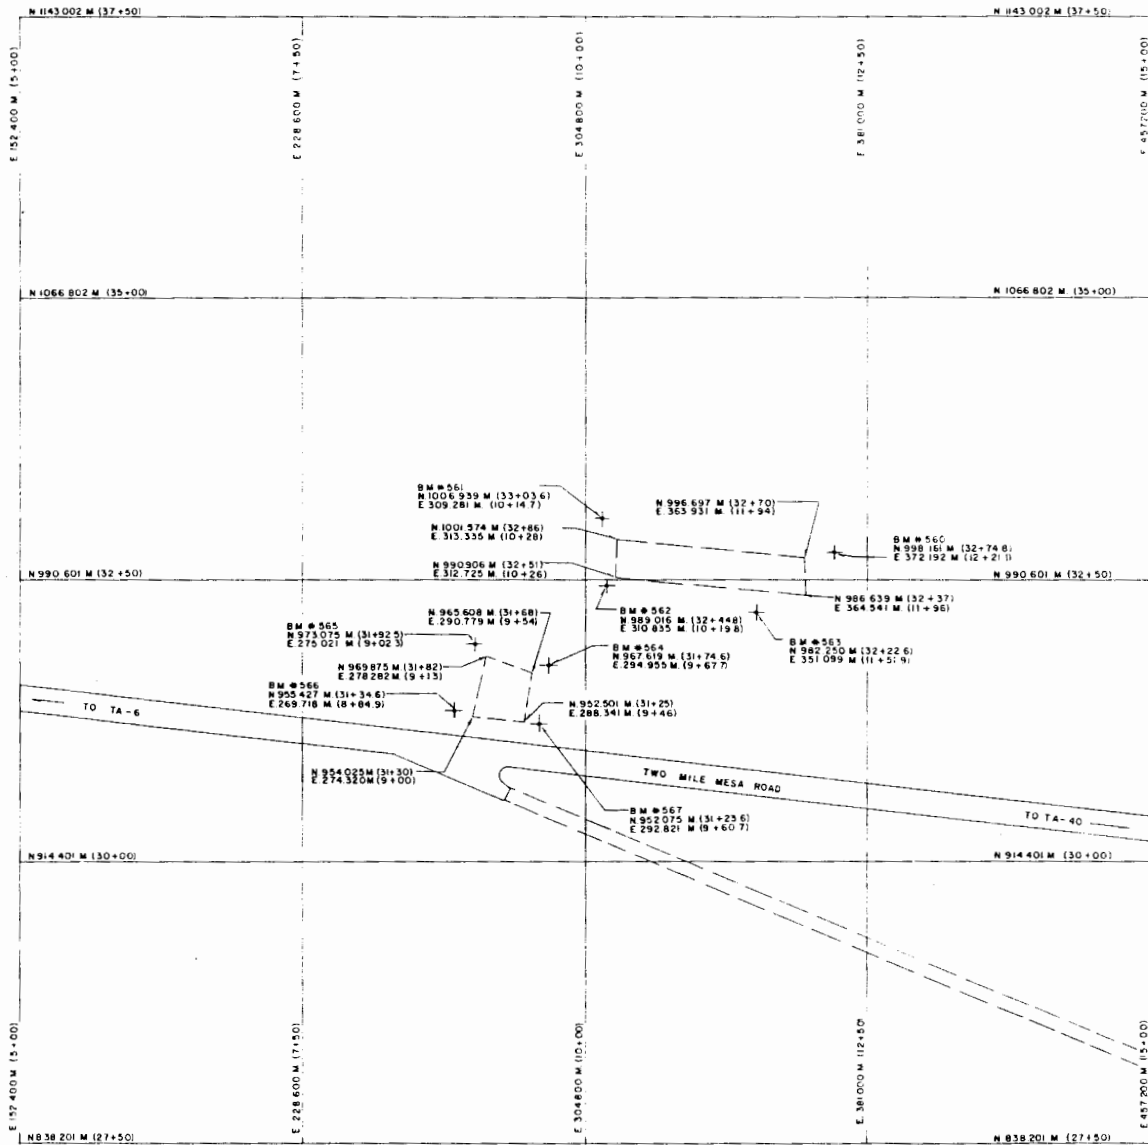 N 1143 002 M (37+50)
N 1143 002 M (37+50)
E 152.400 M (5+00)
E 228 600 M (7+50)
E 304 800 M (10+00)
E 381 000 M (12+50)
E 457.200 M (15+00)
N 1066 802 M (35+00)
N 1066 802 M. (35+00)
BM #561
N.1006 939 M (33+03.6)
E 309.281 M. (10+14.7)
N 996.697 M (32+70)
E. 363 931 M. (11+94)
N 1001.574 M (32+86)
E. 313.335 M (10+28)
BM #560
N 998 161 M (32+74 8)
E 372 192 M (12+21.1)
N 990 601 M (32+50)
N 990906 M (32+51)
E. 312.725 M (10+26)
N 990 601 M (32+50)
N 986 639 M (32+37)
E 364 541 M (11+96)
BM #562
N 989 016 M. (32+448)
E 310 835 M (10+19.8)
N 965 608 M (31+68)
E. 290.779 M (9+54)
BM #565
N 973 075 M (31+92 5)
E 275 021 M (9+02 3)
BM #563
N 982 250 M (32+22.6)
E 351 099 M (11+51 9)
BM #564
N 967 619 M (31+74.6)
E 294.955 M (9+67.7)
N 969 875 M (31+82)
E. 278 282 M (9+13)
BM #566
N 955 427 M (31+34.6)
E.269.718 M (8+84.9)
N. 952 501 M (31+25)
E. 288.341 M (9+46)
TO TA-6
N 954 025 M (31+30)
E 274.320 M (9+00)
TWO MILE MESA ROAD
BM #567
N 952 075 M (31+23.6)
E 292.821 M (9+60 7)
TO TA-40
N 914 401 M (30+00)
N 914 401 M (30+00)
E 152 400 M (5+00)
E 228 600 M (7+50)
E 304 800 M (10+00)
E. 381 000 M (12+50)
E 457.200 M (15+00)
N 838 201 M (27+50)
N 838 201 M (27+50)